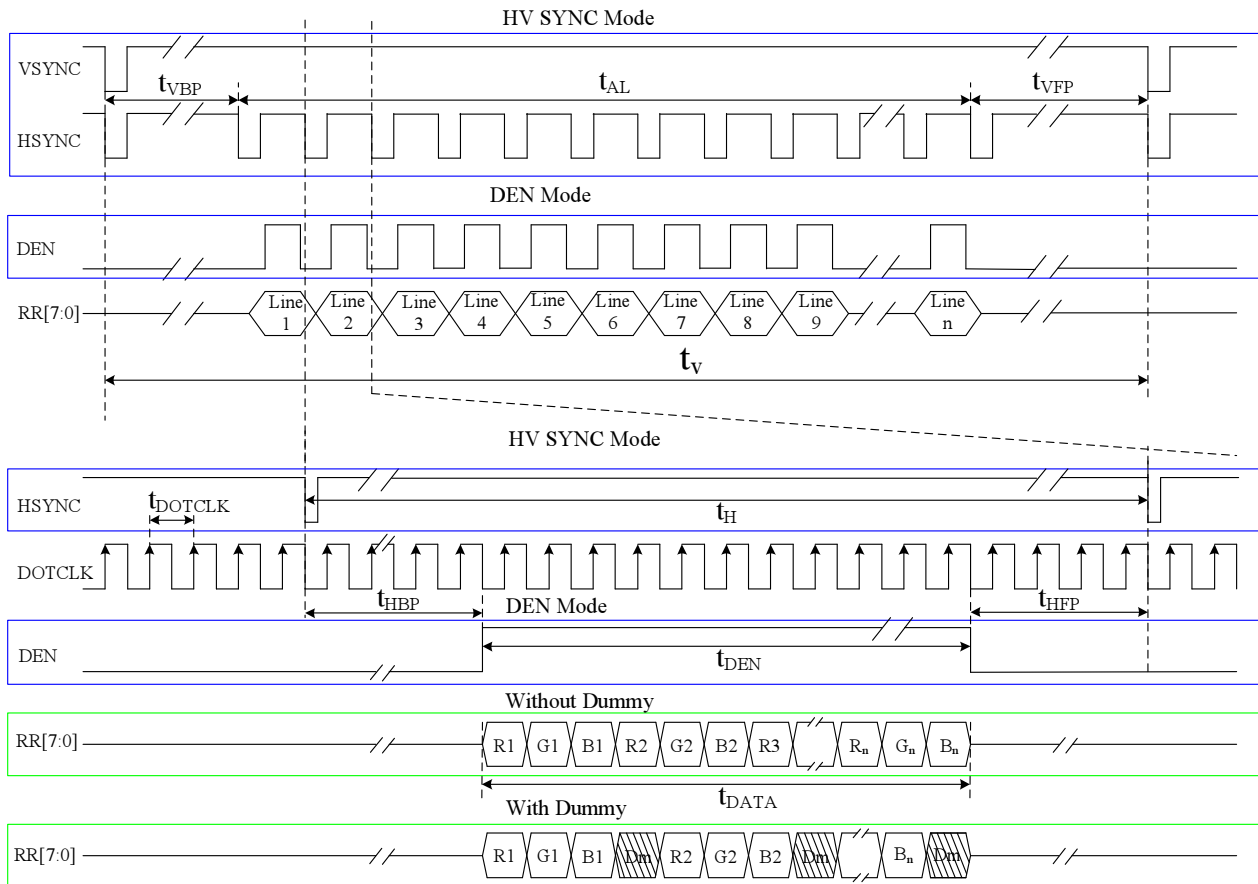 HV SYNC Mode
VSYNC
tVBP
tAL
tVFP
HSYNC
DEN Mode
DEN
RR[7:0]
Line 1
Line 2
Line 3
Line 4
Line 5
Line 6
Line 7
Line 8
Line 9
Line n
tv
HV SYNC Mode
HSYNC
tDOTCLK
tH
DOTCLK
tHBP
DEN Mode
tHFP
DEN
tDEN
Without Dummy
RR[7:0]
R1 G1 B1 R2 G2 B2 R3 Rn Gn Bn
tDATA
With Dummy
RR[7:0]
R1 G1 B1 Dm R2 G2 B2 Dm Bn Dm